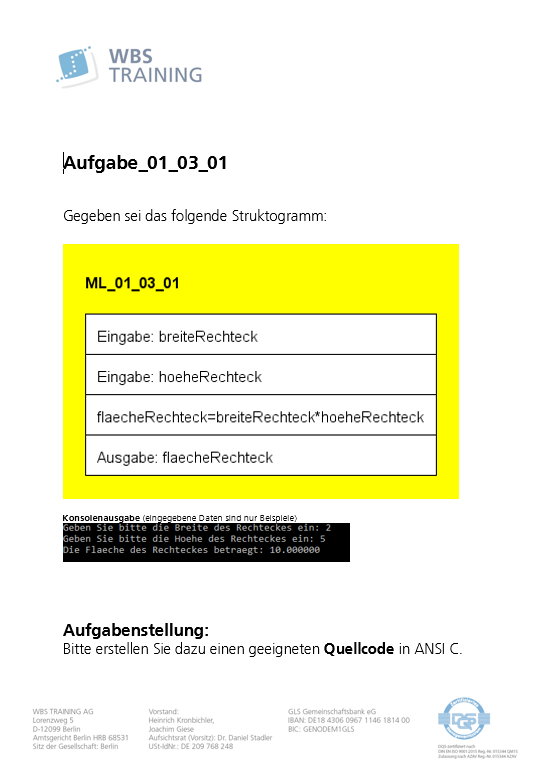 WBS
TRAINING
Aufgabe_01_03_01
Gegeben sei das folgende Struktogramm:
ML_01_03_01
Eingabe: breiteRechteck
Eingabe: hoeheRechteck
flaecheRechteck=breiteRechteck*hoeheRechteck
Ausgabe: flaecheRechteck
Konsolenausgabe (eingegebene Daten sind nur Beispiele)
Geben Sie bitte die Breite des Rechteckes ein: 2
Geben Sie bitte die Hoehe des Rechteckes ein: 5
Die Flaeche des Rechteckes betraegt: 10.000000
Aufgabenstellung:
Bitte erstellen Sie dazu einen geeigneten Quellcode in ANSI C.
WBS TRAINING AG
Lorenzweg 5
D-12099 Berlin
Amtsgericht Berlin HRB 68531
Sitz der Gesellschaft: Berlin
Vorstand:
Heinrich Kronbichler,
Joachim Giese
Aufsichtsrat (Vorsitz): Dr. Daniel Stadler
USt-IdNr.: DE 209 768 248
GLS Gemeinschaftsbank eG
IBAN: DE18 4306 0967 1146 1814 00
BIC: GENODEM1GLS
DQS